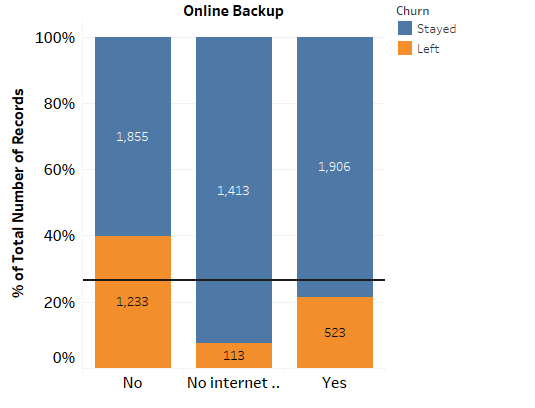 Online Backup
Churn
Stayed
Left
% of Total Number of Records
100%
80%
60%
40%
20%
0%
1,855
1,413
1,906
1,233
113
523
No
No internet ..
Yes